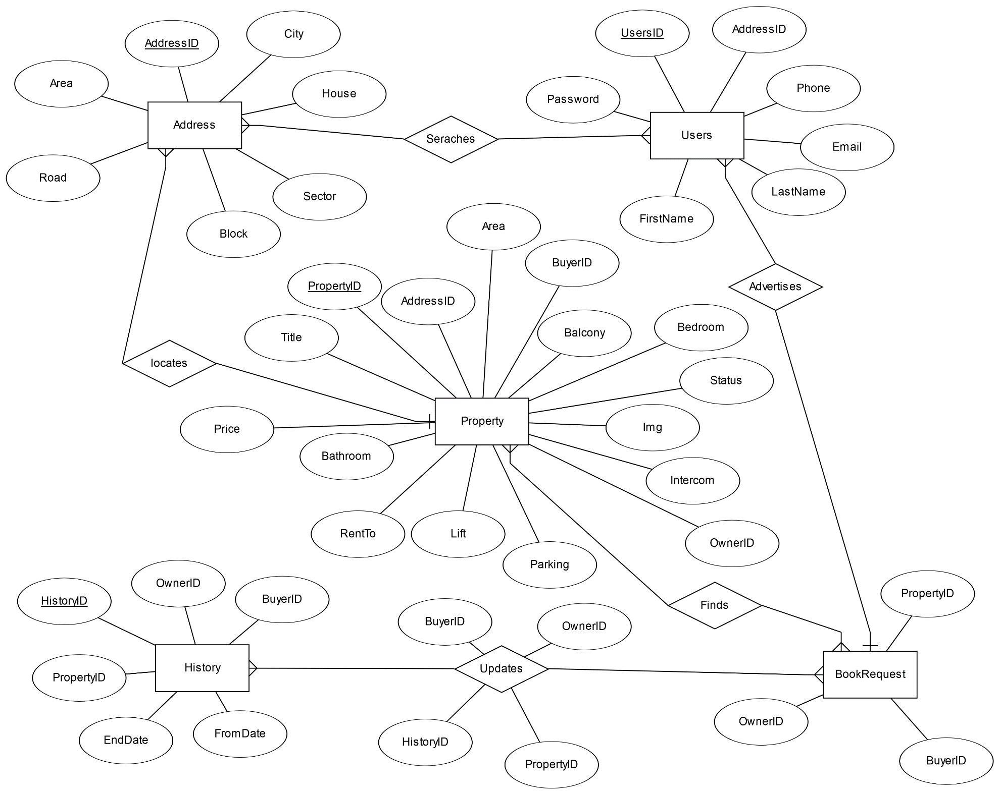 City
UsersID
AddressID
AddressID
Area
House
Phone
Password
Address
Seraches
Users
Email
Road
Sector
LastName
Block
FirstName
Area
BuyerID
PropertyID
AddressID
Advertises
Title
Balcony
Bedroom
locates
Status
Price
Property
Img
Bathroom
Intercom
RentTo
Lift
OwnerID
Parking
HistoryID
OwnerID
BuyerID
BuyerID
OwnerID
Finds
PropertyID
PropertyID
History
Updates
BookRequest
EndDate
FromDate
HistoryID
PropertyID
OwnerID
BuyerID